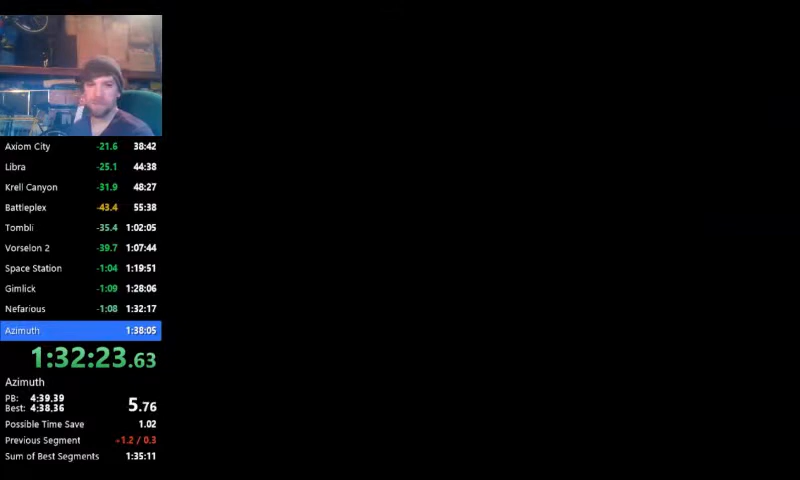 Axiom City -21.6 38:42
Libra -25.1 44:38
Krell Canyon -31.9 48:27
Battleplex -43.4 55:38
Tombli -35.4 1:02:05
Vorselon 2 -39.7 1:07:44
Space Station -1:04 1:19:51
Gimlick -1:09 1:28:06
Nefarious -1:08 1:32:17
Azimuth 1:38:05
1:32:23.63
Azimuth
PB: 4:39.39
Best: 4:38.36 5.76
Possible Time Save 1.02
Previous Segment +1.2 / 0.3
Sum of Best Segments 1:35:11